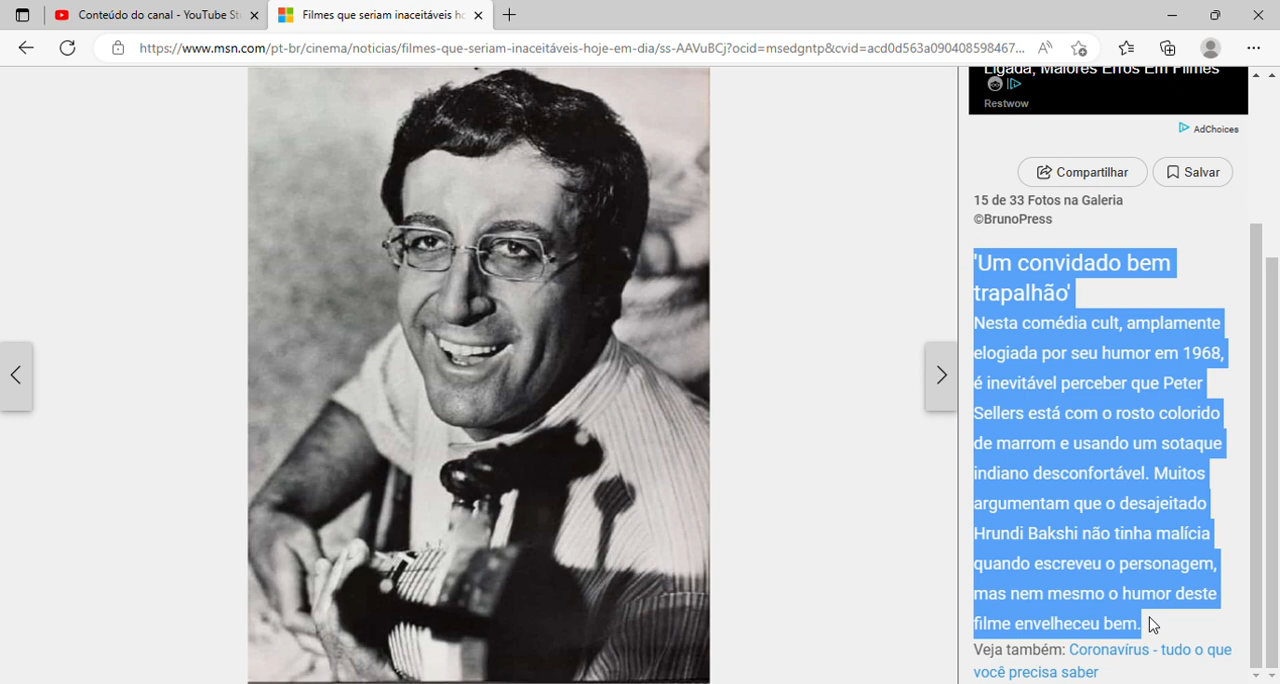 Conteúdo do canal - YouTube St
Filmes que seriam inaceitáveis ho
https://www.msn.com/pt-br/cinema/noticias/filmes-que-seriam-inaceitáveis-hoje-em-dia/ss-AAVuBCj?ocid=msedgntp&cvid=acd0d563a090408598467...
Ligada, Maiores Erros Em Filmes
Restwow
AdChoices
Compartilhar
Salvar
15 de 33 Fotos na Galeria
©BrunoPress
'Um convidado bem
trapalhão'
Nesta comédia cult, amplamente
elogiada por seu humor em 1968,
é inevitável perceber que Peter
Sellers está com o rosto colorido
de marrom e usando um sotaque
indiano desconfortável. Muitos
argumentam que o desajeitado
Hrundi Bakshi não tinha malícia
quando escreveu o personagem,
mas nem mesmo o humor deste
filme envelheceu bem.
Veja também: Coronavírus - tudo o que
você precisa saber